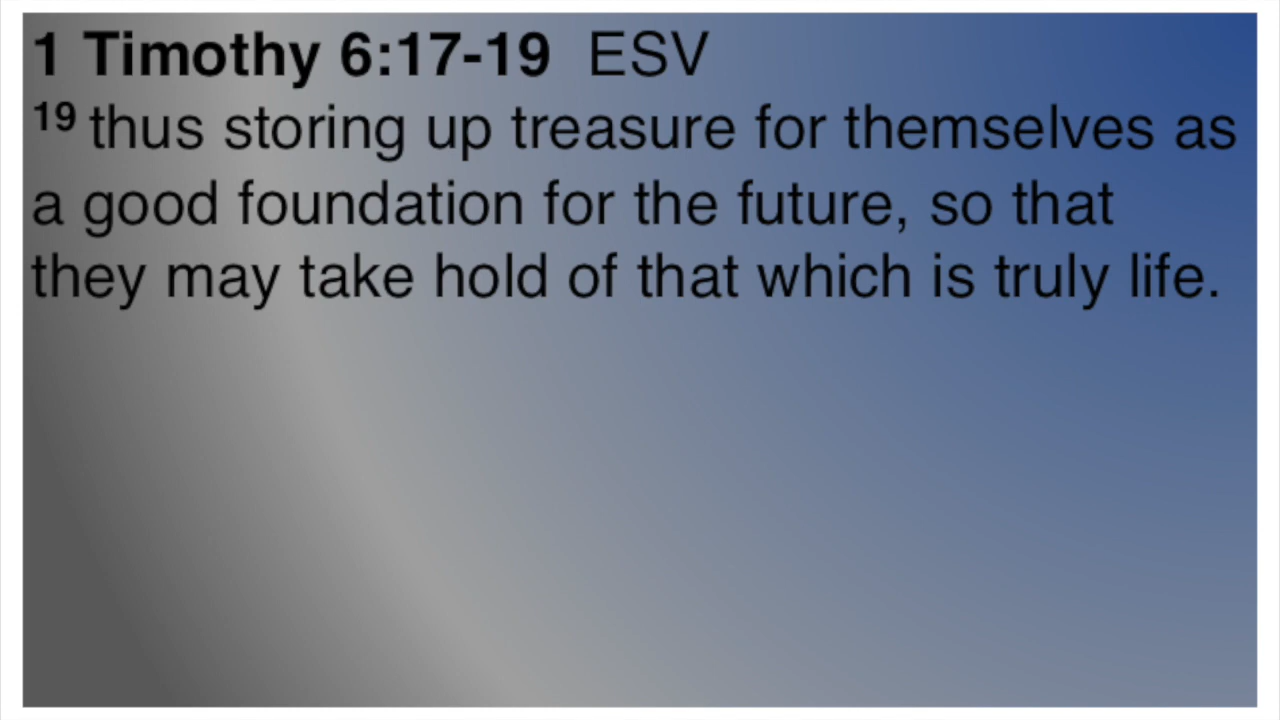 1 Timothy 6:17-19 ESV
19 thus storing up treasure for themselves as
a good foundation for the future, so that
they may take hold of that which is truly life.